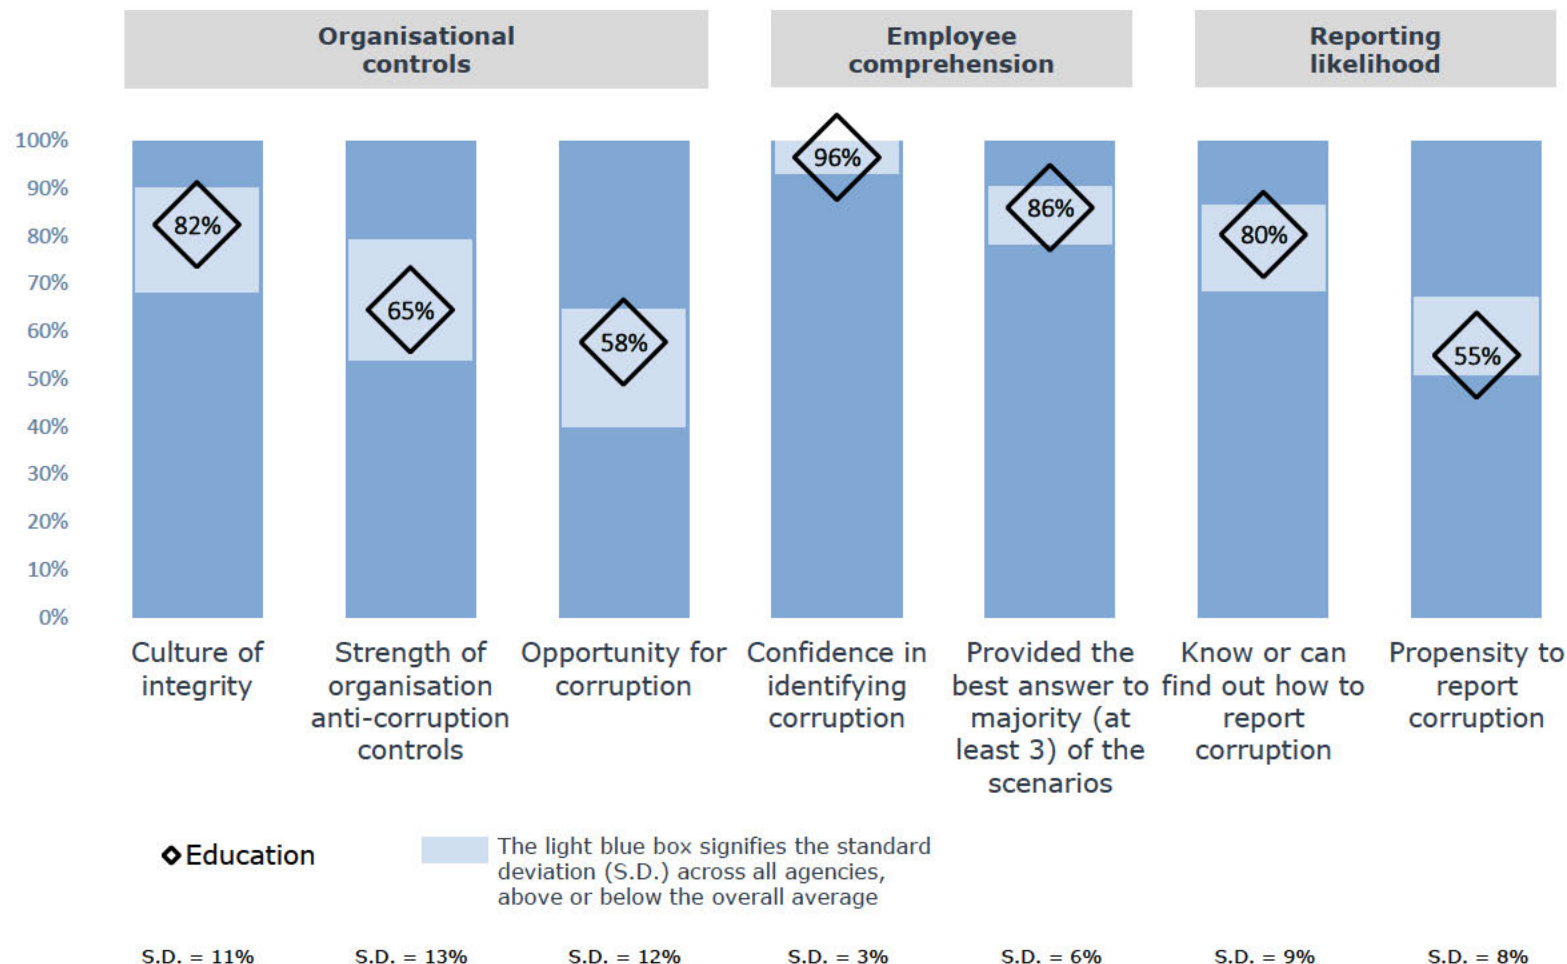 Organisational
controls
Employee
comprehension
Reporting
likelihood
100%
90%
80%
70%
60%
50%
40%
30%
20%
10%
0%
82%
65%
58%
96%
86%
80%
55%
Culture of
integrity
Strength of
organisation
anti-corruption
controls
Opportunity for
corruption
Confidence in
identifying
corruption
Provided the
best answer to
majority (at
least 3) of the
scenarios
Know or can
find out how to
report
corruption
Propensity to
report
corruption
Education
The light blue box signifies the standard
deviation (S.D.) across all agencies,
above or below the overall average
S.D. = 11%
S.D. = 13%
S.D. = 12%
S.D. = 3%
S.D. = 6%
S.D. = 9%
S.D. = 8%